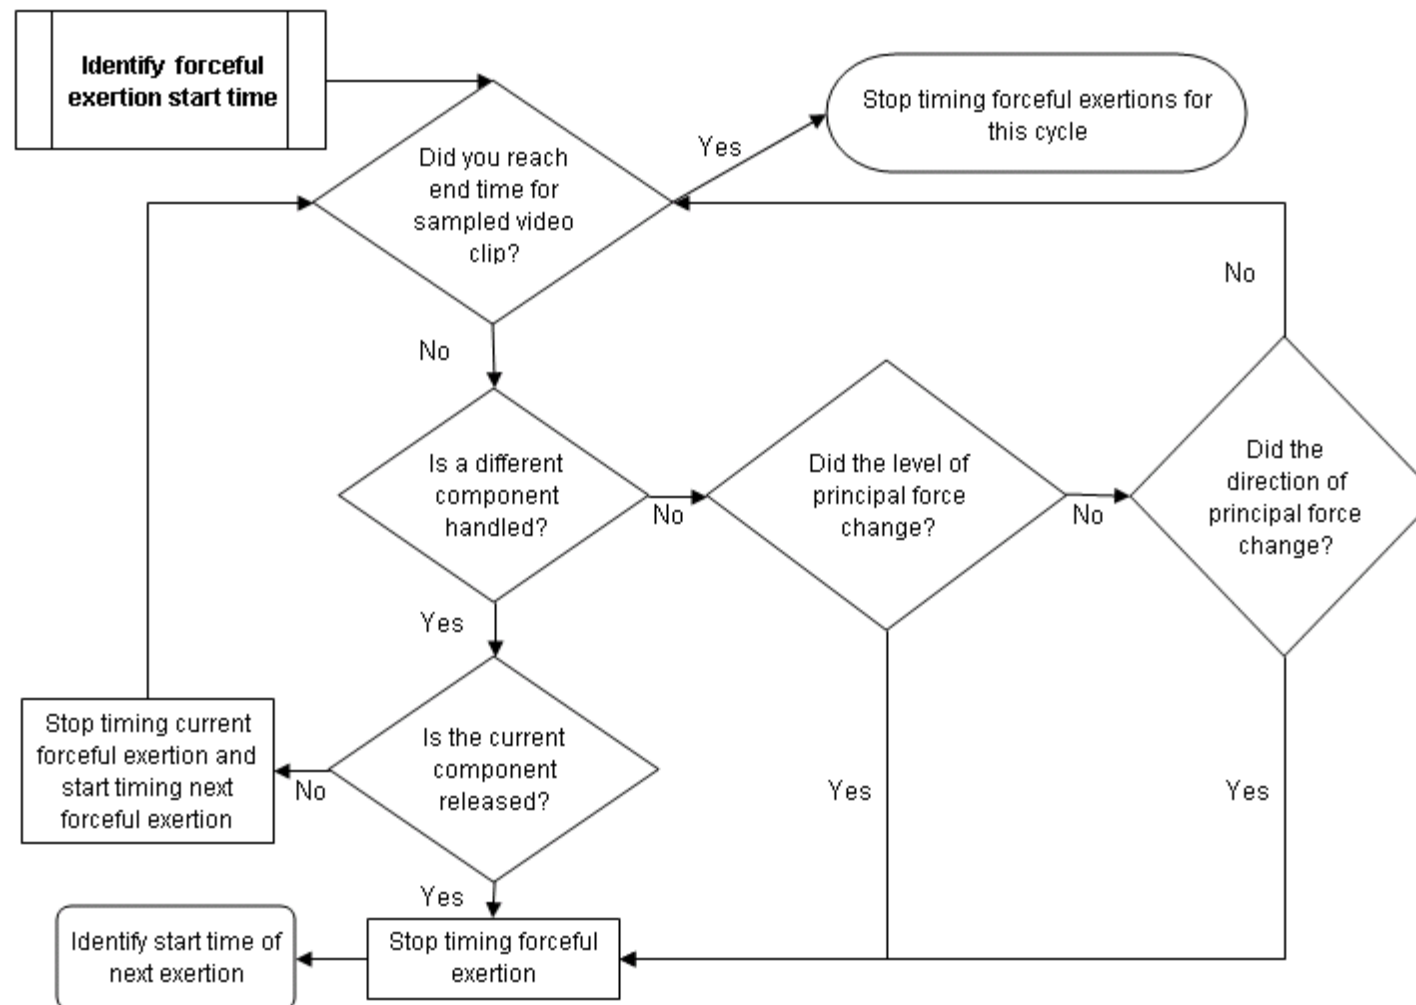 Identify forceful
exertion start time
Stop timing forceful exertions for
this cycle
Yes
Did you reach
end time for
sampled video
clip?
No
No
Is a different
component
handled?
No
Did the level of
principal force
change?
No
Did the
direction of
principal force
change?
Yes
Stop timing current
forceful exertion and
start timing next
forceful exertion
No
Is the current
component
released?
Yes
Yes
Yes
Identify start time of
next exertion
Stop timing forceful
exertion